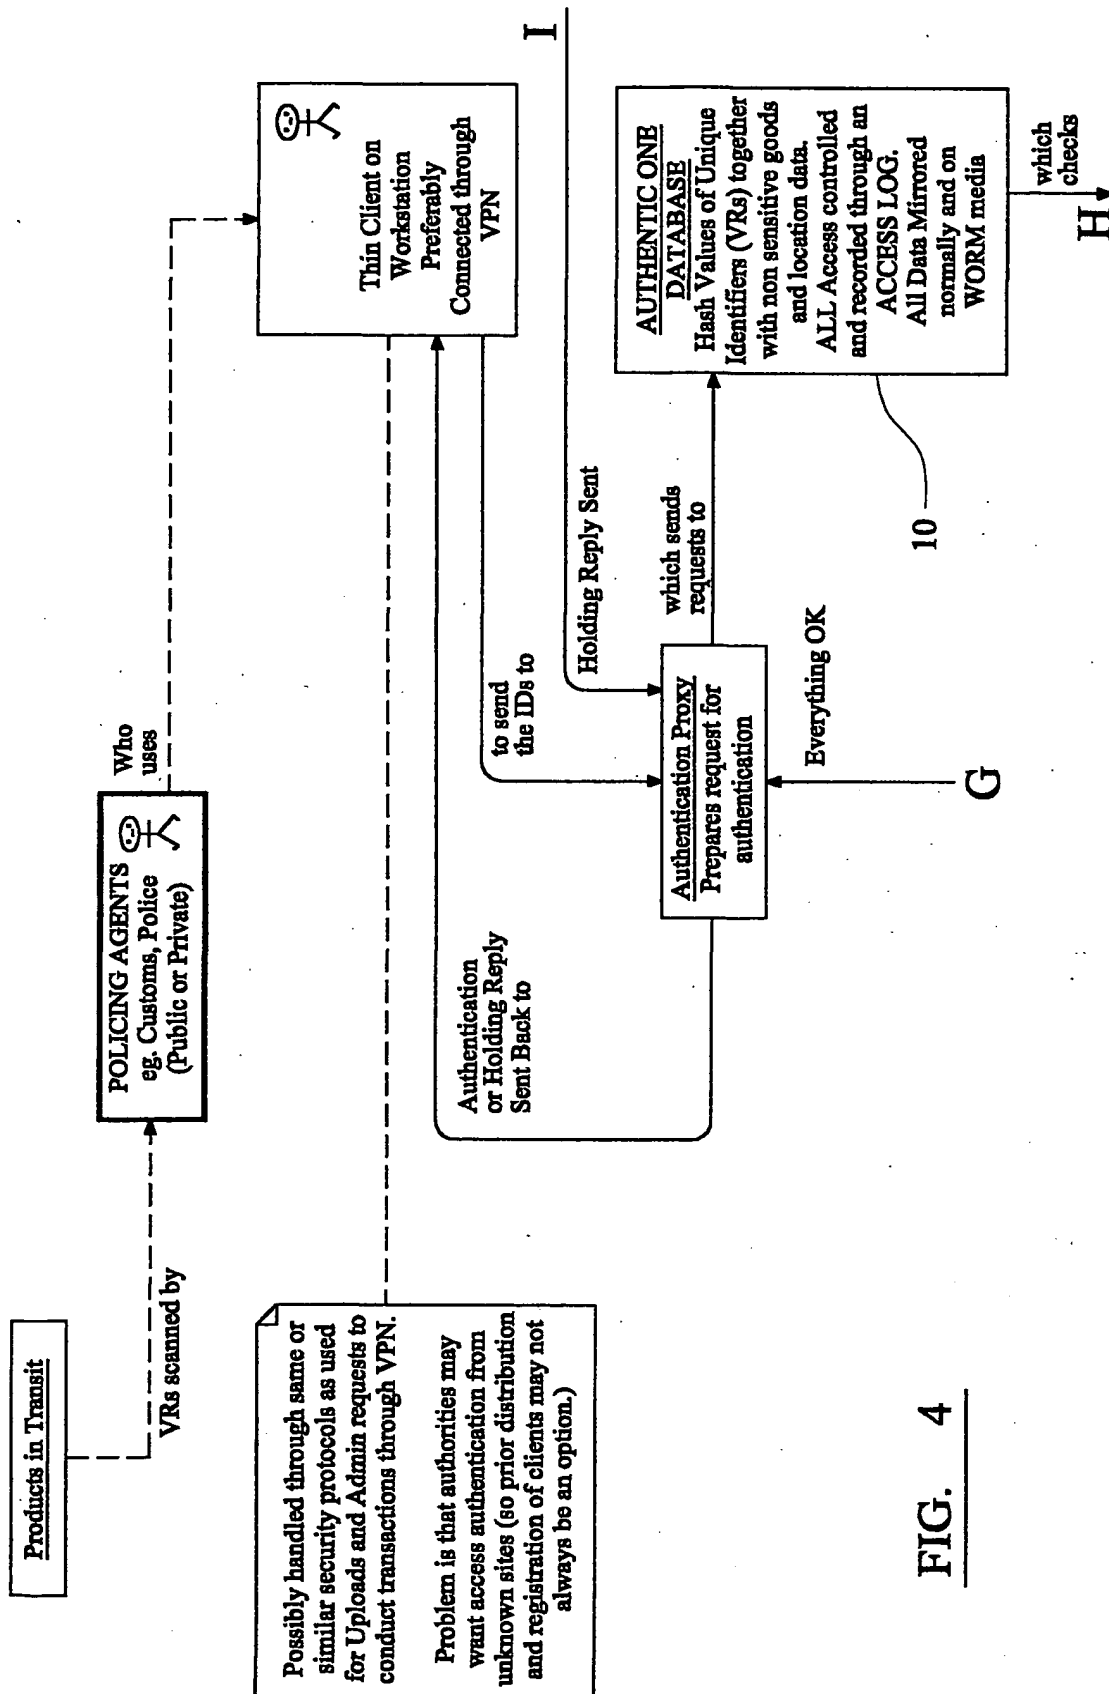 Products in Transit
VRs scanned by
POLICING AGENTS
eg. Customs, Police
(Public or Private)
Who
uses
Thin Client on
Workstation
Preferably
Connected through
VPN
Possibly handled through same or
similar security protocols as used
for Uploads and Admin requests to
conduct transactions through VPN.
Problem is that authorities may
want access authentication from
unknown sites (so prior distribution
and registration of clients may not
always be an option.)
Authentication
or Holding Reply
Sent Back to
to send
the IDs to
I
Holding Reply Sent
Authentication Proxy
Prepares request for
authentication
which sends
requests to
Everything OK
G
AUTHENTIC ONE
DATABASE
Hash Values of Unique
Identifiers (VRs) together
with non sensitive goods
and location data.
ALL Access controlled
and recorded through an
ACCESS LOG.
All Data Mirrored
normally and on
WORM media
10
which
checks
H
FIG. 4